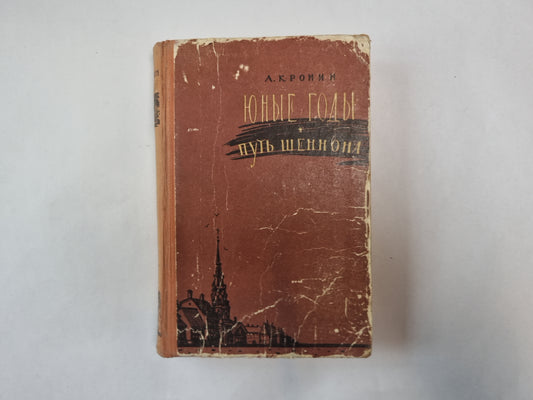 А. КРОНИН
ЮНЫЕ ГОДЫ
ПУТЬ ШЕННОНА